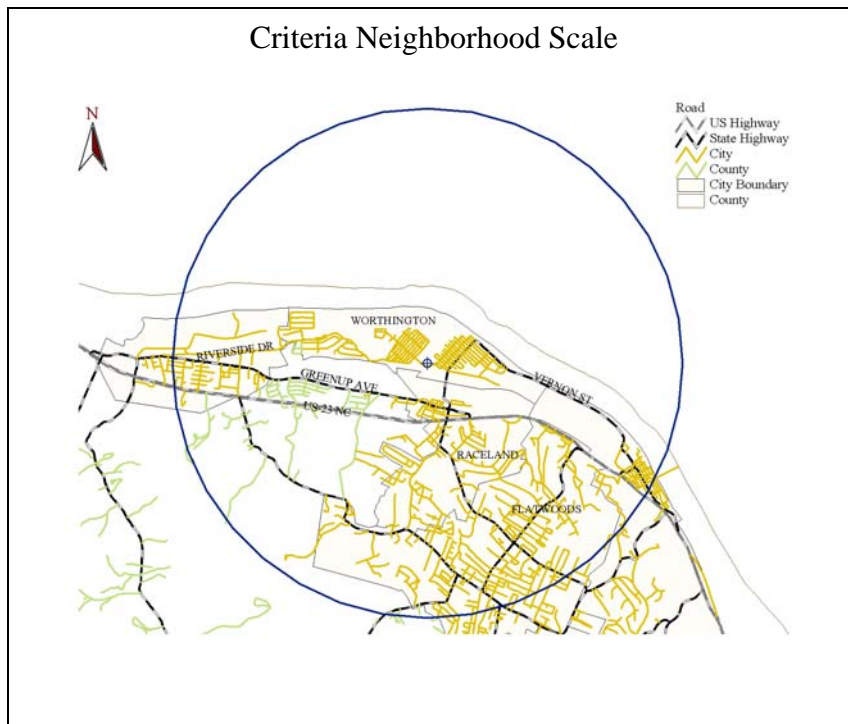 Criteria Neighborhood Scale
N
Road
US Highway
State Highway
City
County
City Boundary
County
WORTHINGTON
RIVERSIDE DR
GREENUP AVE
VERNON ST
US-23 NC
RACELAND
FLATWOODS